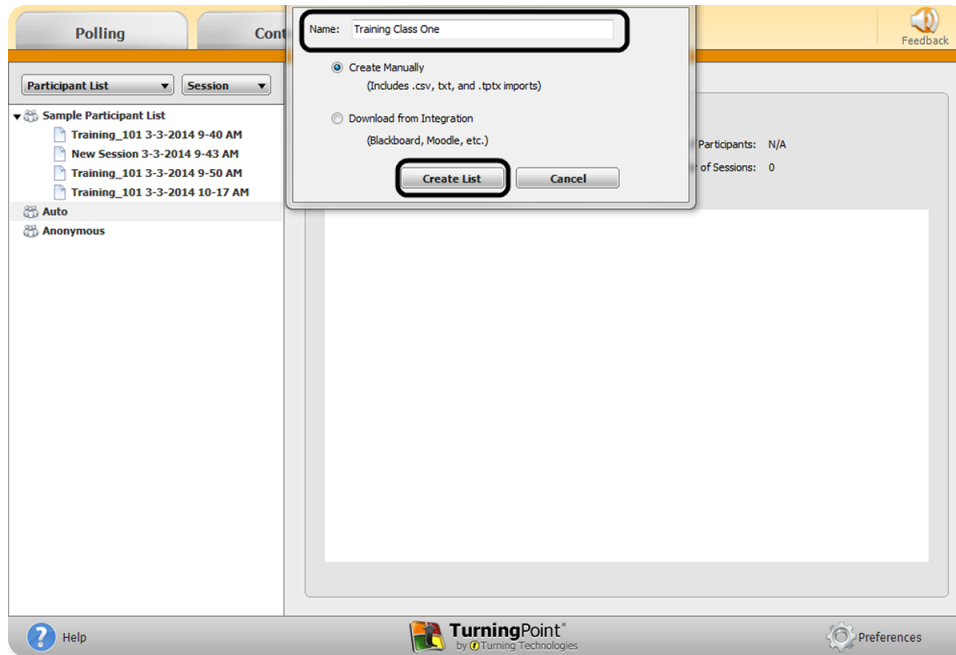 Polling
Cont
Name: Training Class One
Feedback
Create Manually
(Includes .csv, txt, and .tptx imports)
Download from Integration
(Blackboard, Moodle, etc.)
Create List
Cancel
Participant List
Session
Sample Participant List
Training_101 3-3-2014 9-40 AM
New Session 3-3-2014 9-43 AM
Training_101 3-3-2014 9-50 AM
Training_101 3-3-2014 10-17 AM
Auto
Anonymous
Participants: N/A
of Sessions: 0
Help
TurningPoint®
by Turning Technologies
Preferences